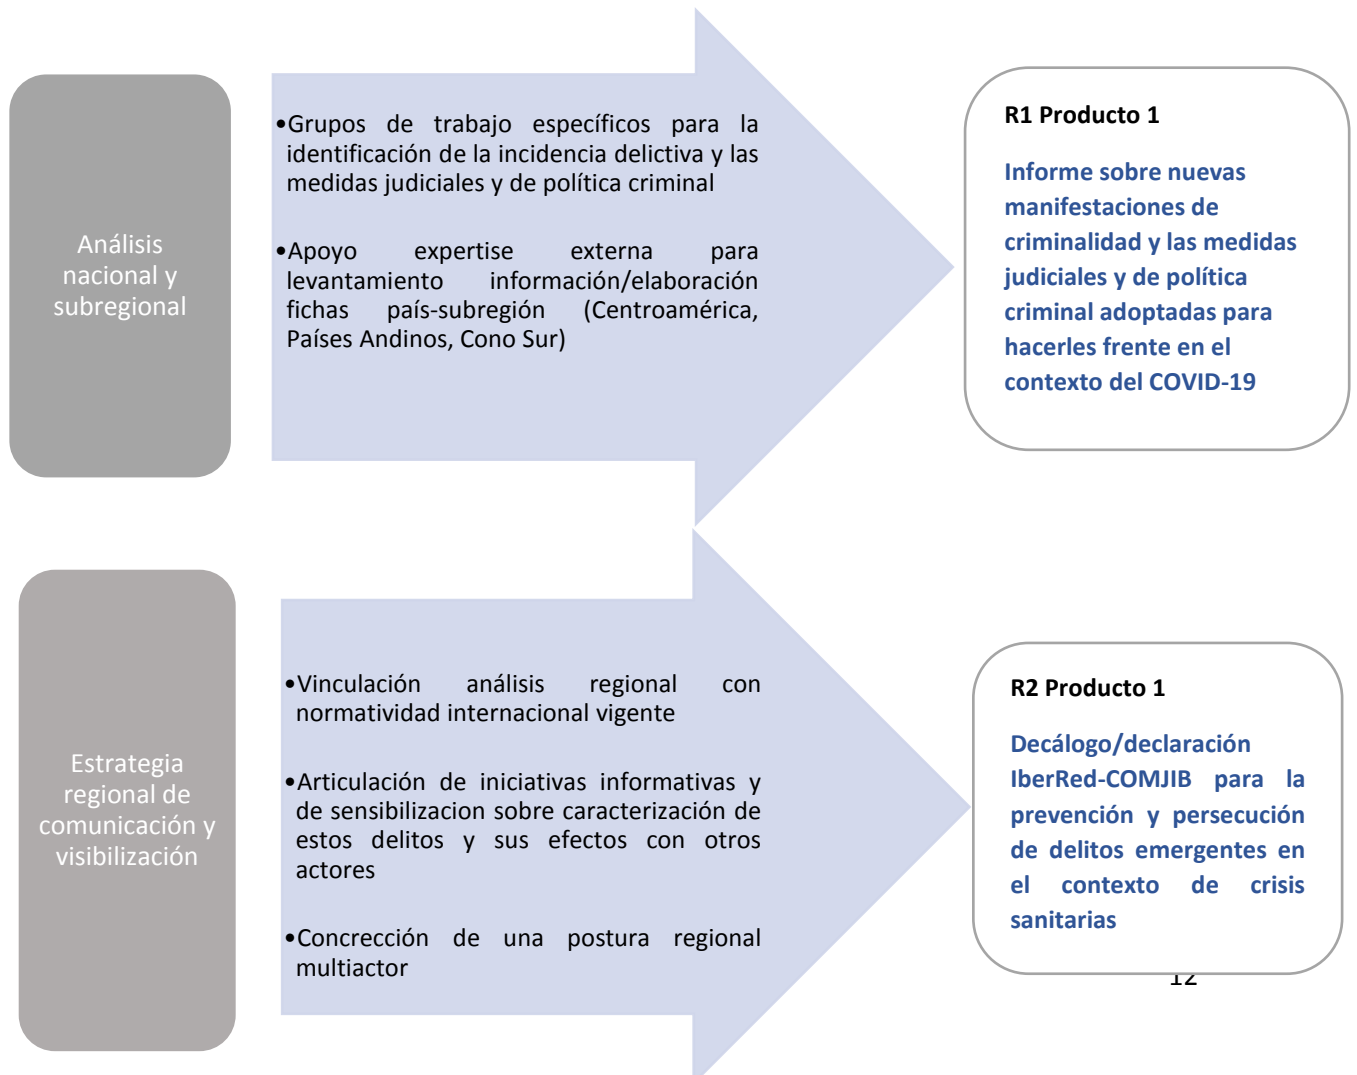 Análisis
nacional y
subregional
•Grupos de trabajo específicos para la
identificación de la incidencia delictiva y las
medidas judiciales y de política criminal
•Apoyo expertise externa para
levantamiento información/elaboración
fichas país-subregión (Centroamérica,
Países Andinos, Cono Sur)
R1 Producto 1
Informe sobre nuevas
manifestaciones de
criminalidad y las medidas
judiciales y de política
criminal adoptadas para
hacerles frente en el
contexto del COVID-19
Estrategia
regional de
comunicación y
visibilización
•Vinculación análisis regional con
normatividad internacional vigente
•Articulación de iniciativas informativas y
de sensibilizacion sobre caracterización de
estos delitos y sus efectos con otros
actores
•Concrección de una postura regional
multiactor
R2 Producto 1
Decálogo/declaración
IberRed-COMJIB para la
prevención y persecución
de delitos emergentes en
el contexto de crisis
sanitarias
12